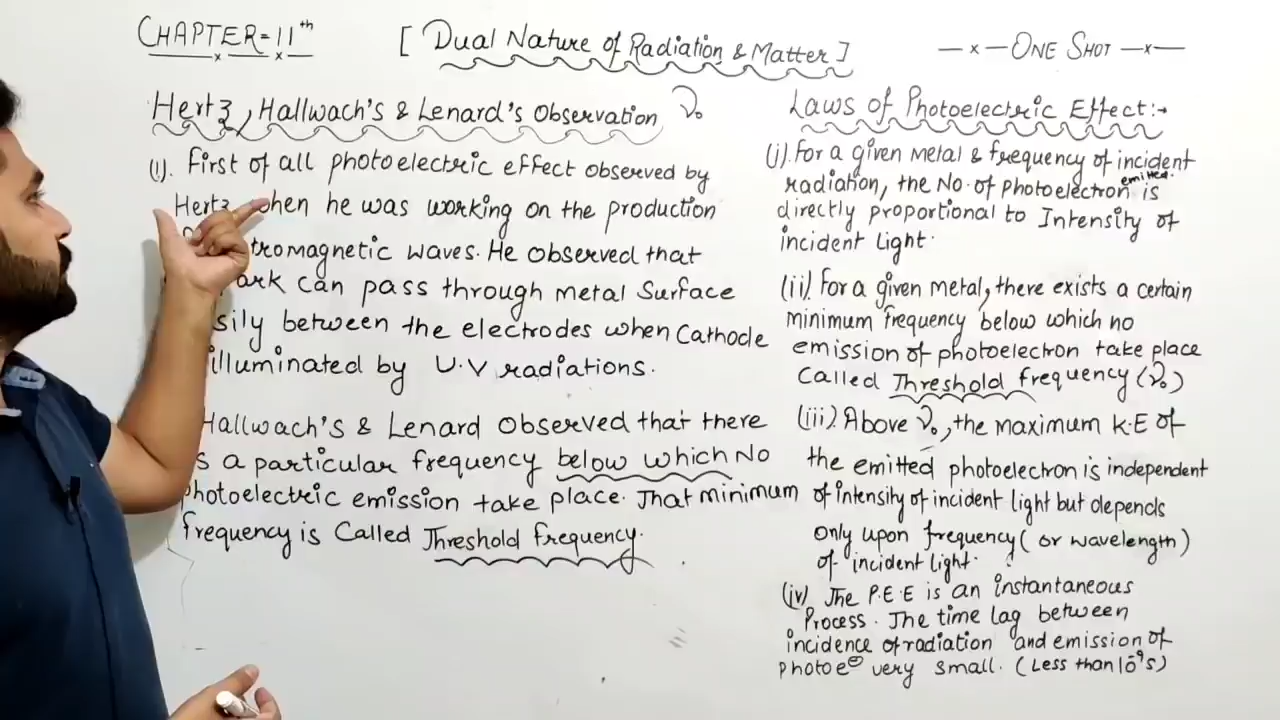 CHAPTER=11th
[ Dual Nature of Radiation & Matter ]
—x— ONE SHOT —x—
Hertz, Hallwach's & Lenard's Observation ν₀
(i). First of all photoelectric effect observed by
Hertz when he was working on the production
tromagnetic waves. He observed that
ark can pass through metal Surface
sily between the electrodes when Cathode
illuminated by U.V radiations.
Hallwach's & Lenard Observed that there
s a particular frequency below which No
photoelectric emission take place. That minimum
frequency is Called Threshold frequency.
Laws of Photoelectric Effect:→
(i). For a given Metal & frequency of incident
radiation, the No. of Photoelectron emitted is
directly proportional to Intensity of
incident Light.
(ii). For a given metal, there exists a certain
minimum frequency below which no
emission of photoelectron take place
Called Threshold frequency (ν₀)
(iii). Above ν₀, the maximum K.E of
the emitted photoelectron is independent
of intensity of incident light but depends
only upon frequency ( or wavelength )
of incident light.
(iv). The P.E.E is an instantaneous
Process. The time lag between
incidence of radiation and emission of
photoe⊖ very small. (Less than 10⁻⁹s)